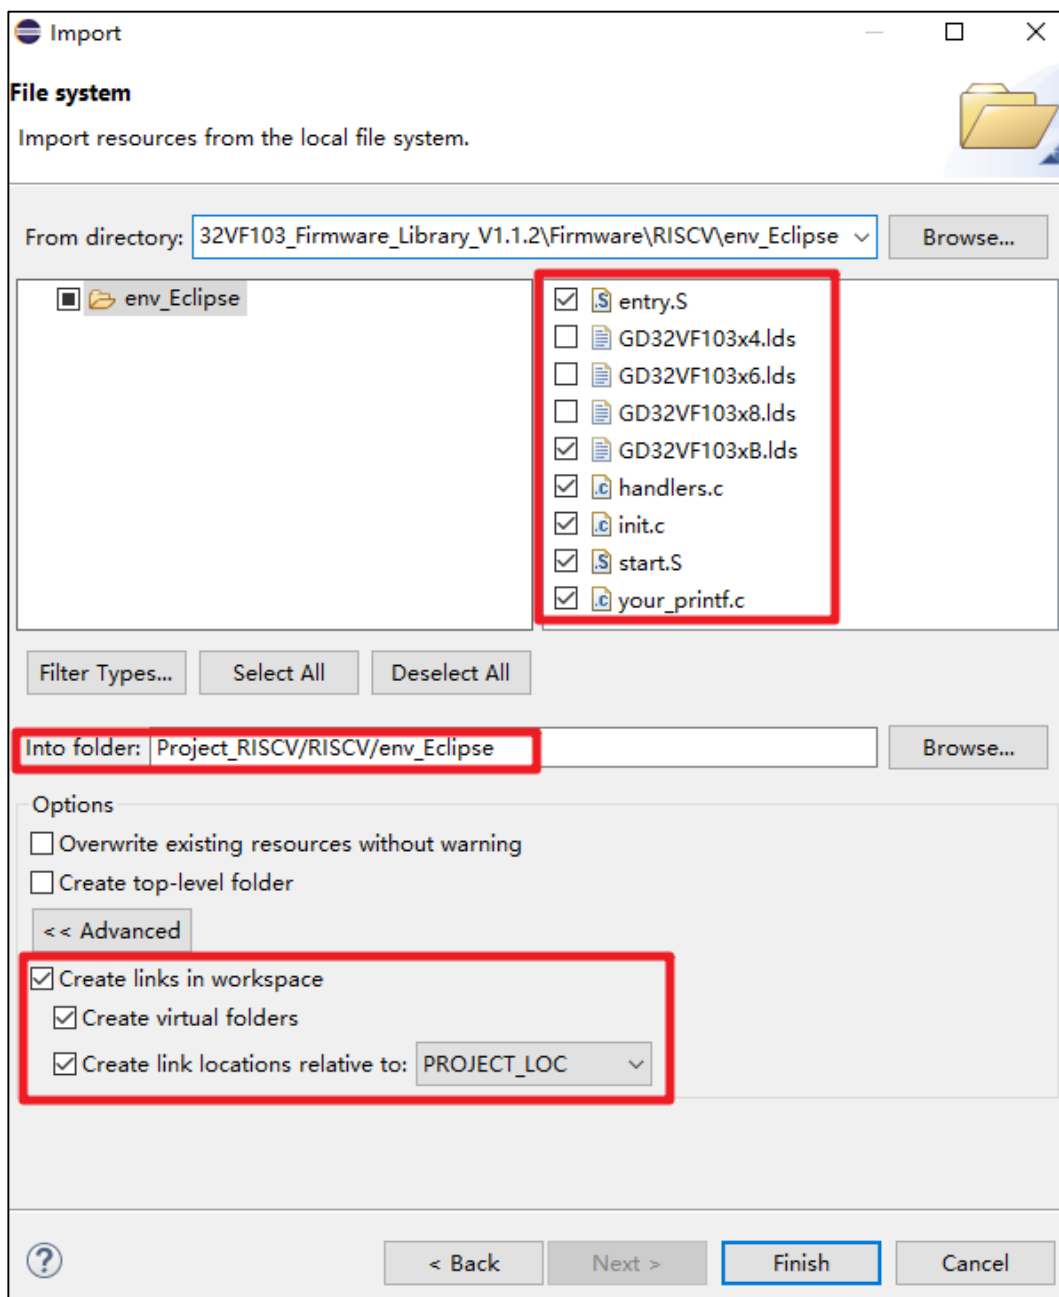 Import
File system
Import resources from the local file system.
From directory: 32VF103_Firmware_Library_V1.1.2\Firmware\RISCV\env_Eclipse Browse...
env_Eclipse
entry.S
GD32VF103x4.lds
GD32VF103x6.lds
GD32VF103x8.lds
GD32VF103xB.lds
handlers.c
init.c
start.S
your_printf.c
Filter Types... Select All Deselect All
Into folder: Project_RISCV/RISCV/env_Eclipse Browse...
Options
Overwrite existing resources without warning
Create top-level folder
<< Advanced
Create links in workspace
Create virtual folders
Create link locations relative to: PROJECT_LOC
< Back Next > Finish Cancel